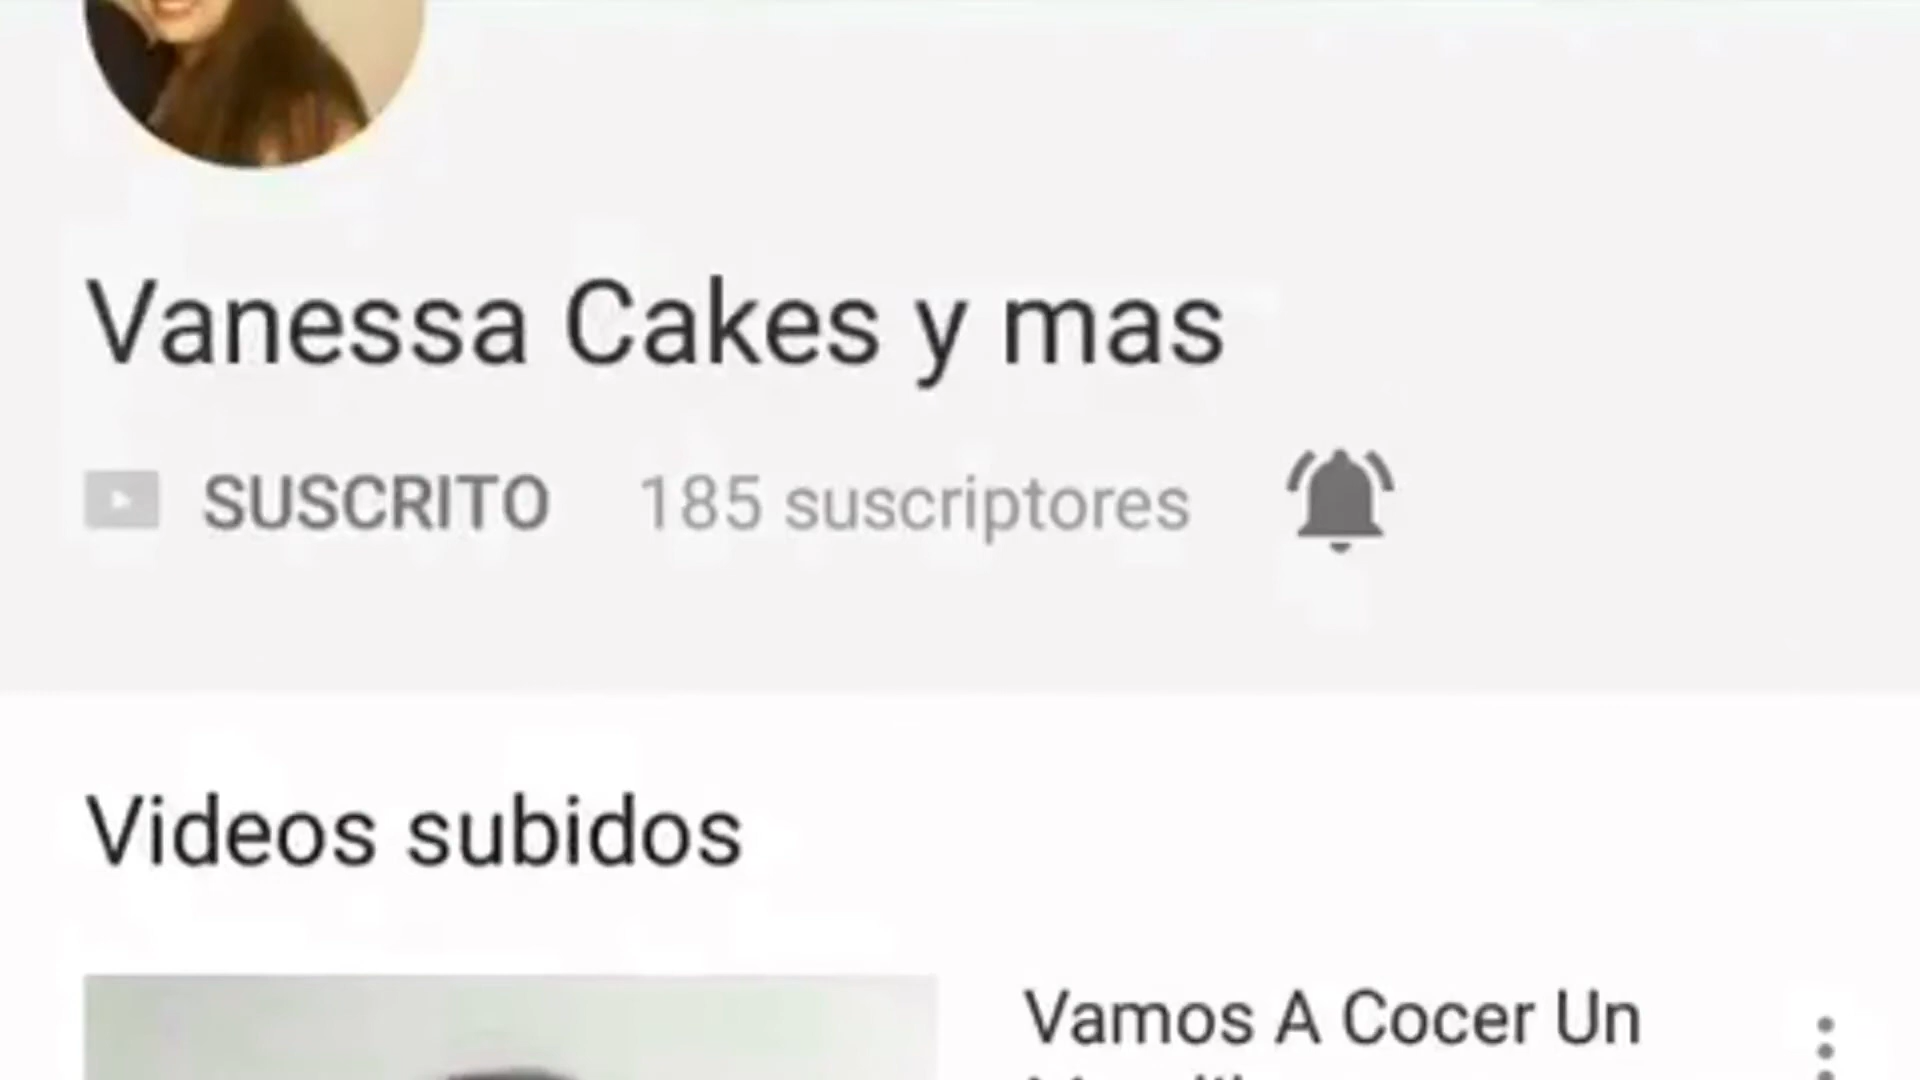 Vanessa Cakes y mas
SUSCRITO 185 suscriptores
Videos subidos
Vamos A Cocer Un